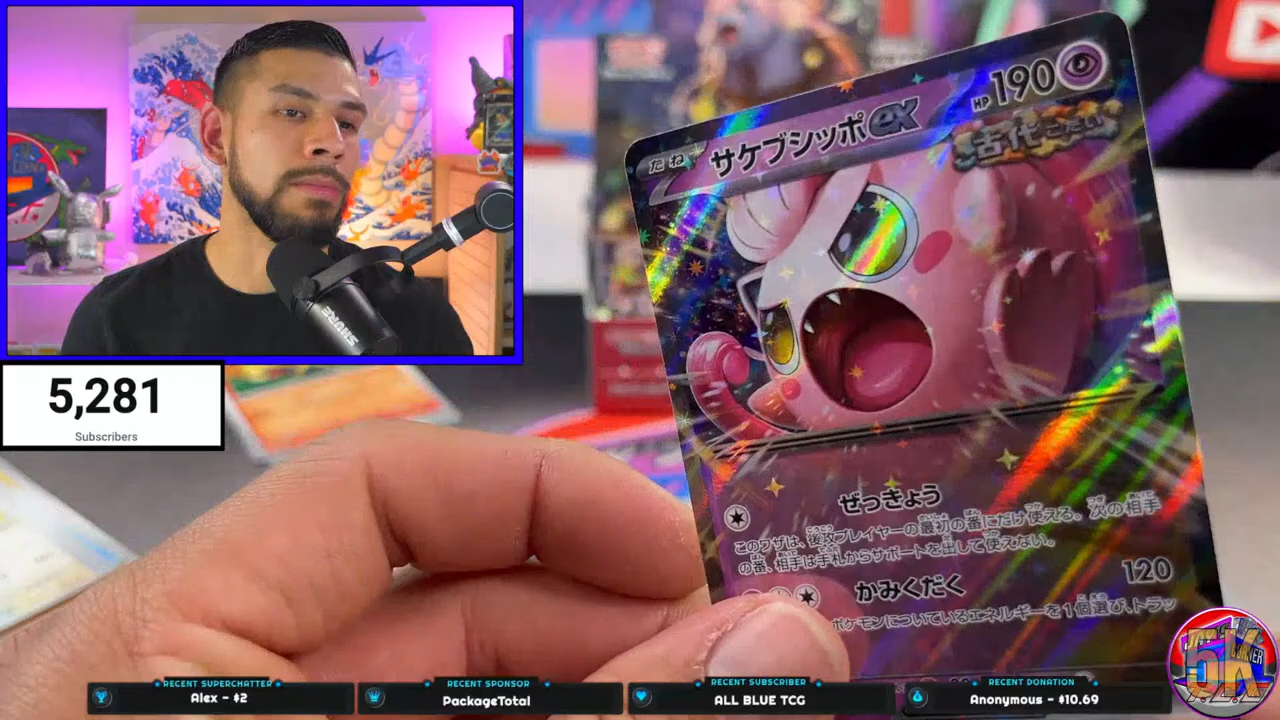 HP 190
たね サケブシッポex
古代 こだい
SHURE
5,281
Subscribers
ぜっきょう
このワザは、後攻プレイヤーの最初の番にだけ使える。次の相手
の番、相手は手札からサポートを出して使えない。
かみくだく 120
ポケモンについているエネルギーを1個選び、トラッ
5K
RECENT SUPERCHATTER
Alex - $2
RECENT SPONSOR
PackageTotal
RECENT SUBSCRIBER
ALL BLUE TCG
RECENT DONATION
Anonymous - $10.69